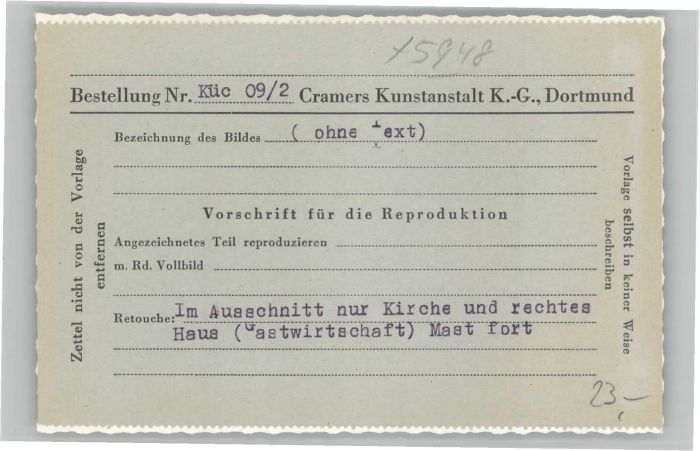 15948
Bestellung Nr. Küc 09/2 Cramers Kunstanstalt K.-G., Dortmund
Bezeichnung des Bildes ( ohne Text)
Vorschrift für die Reproduktion
Angezeichnetes Teil reproduzieren
m. Rd. Vollbild
Retouche: Im Ausschnitt nur Kirche und rechtes
Haus (Gastwirtschaft) Mast fort
Zettel nicht von der Vorlage
entfernen
Vorlage selbst in keiner Weise
beschreiben
23,-